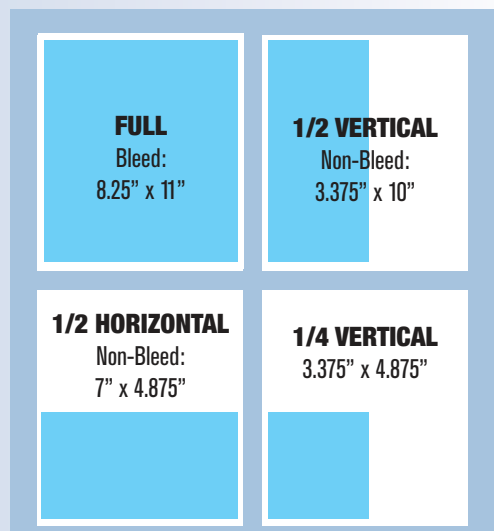 FULL
Bleed:
8.25” x 11”
1/2 VERTICAL
Non-Bleed:
3.375” x 10”
1/2 HORIZONTAL
Non-Bleed:
7” x 4.875”
1/4 VERTICAL
3.375” x 4.875”